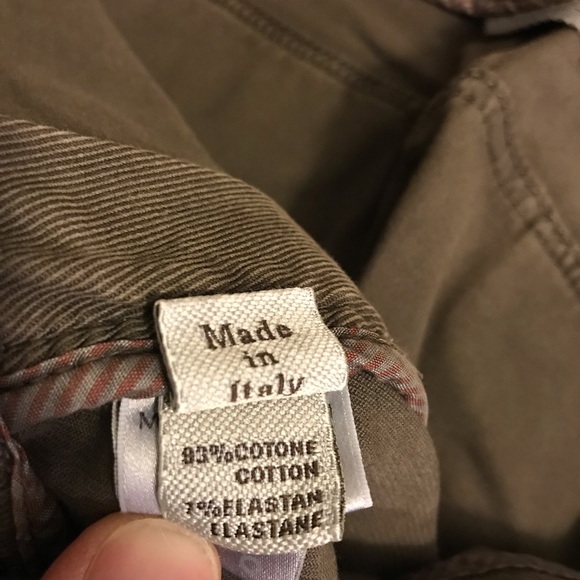 Made
in
Italy
M
93%COTONE
COTTON
7%ELASTAN
ELASTANE